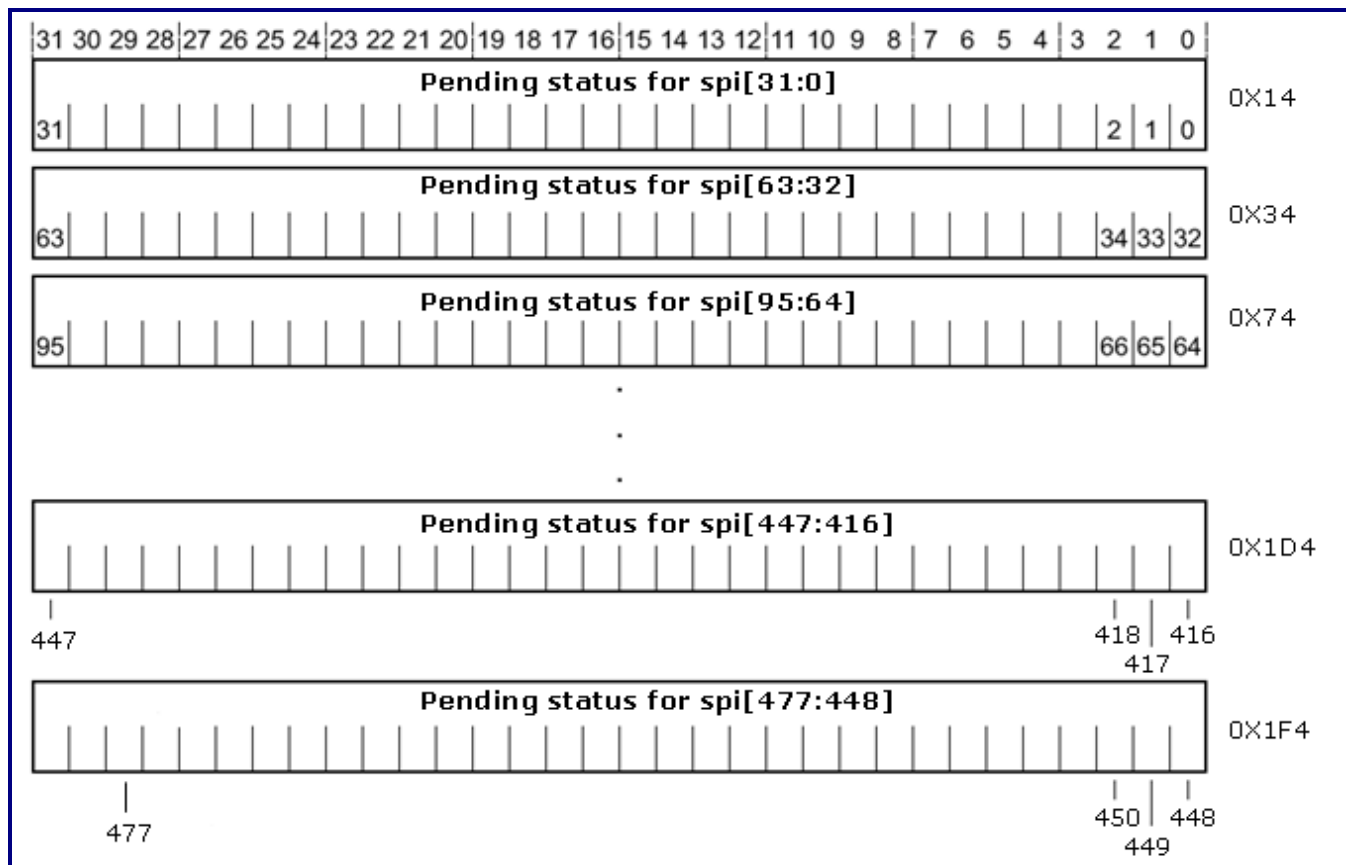 31 30 29 28 27 26 25 24 23 22 21 20 19 18 17 16 15 14 13 12 11 10 9 8 7 6 5 4 3 2 1 0
Pending status for spi[31:0]
0X14
31 2 1 0
Pending status for spi[63:32]
0X34
63 34 33 32
Pending status for spi[95:64]
0X74
95 66 65 64
.
.
.
Pending status for spi[447:416]
0X1D4
447 418 416
417
Pending status for spi[477:448]
0X1F4
477 450 448
449